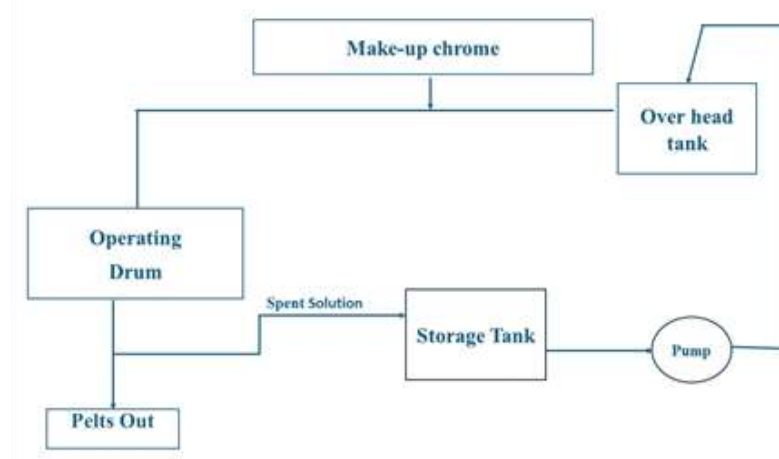 Make-up chrome
Over head
tank
Operating
Drum
Spent Solution
Storage Tank
Pump
Pelts Out